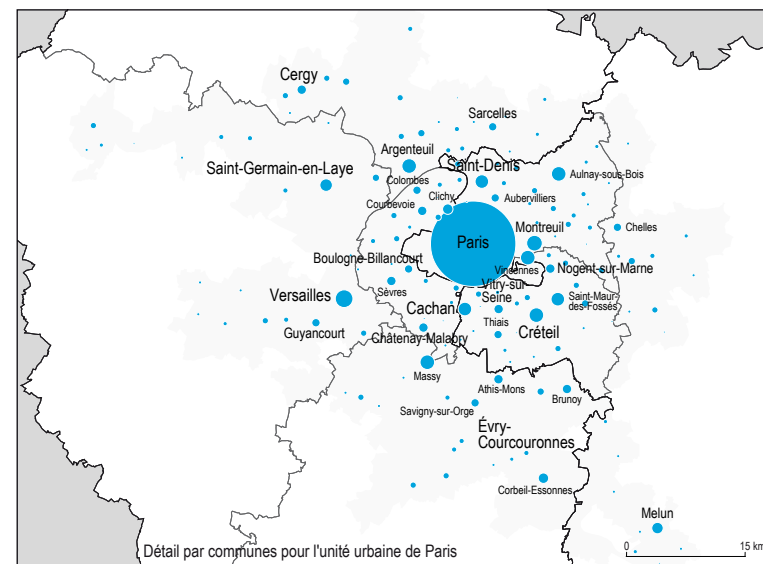 Cergy
Sarcelles
Argenteuil
Saint-Denis
Saint-Germain-en-Laye
Colombes
Aulnay-sous-Bois
Clichy
Aubervilliers
Courbevoie
Montreuil
Chelles
Paris
Boulogne-Billancourt
Vincennes
Nogent-sur-Marne
Sèvres
Vitry-sur
Seine
Versailles
Saint-Maur-
des-Fossés
Cachan
Thiais
Créteil
Guyancourt
Châtenay-Malabry
Massy
Athis-Mons
Brunoy
Savigny-sur-Orge
Évry-
Courcouronnes
Corbeil-Essonnes
Melun
Détail par communes pour l'unité urbaine de Paris
0 15 km